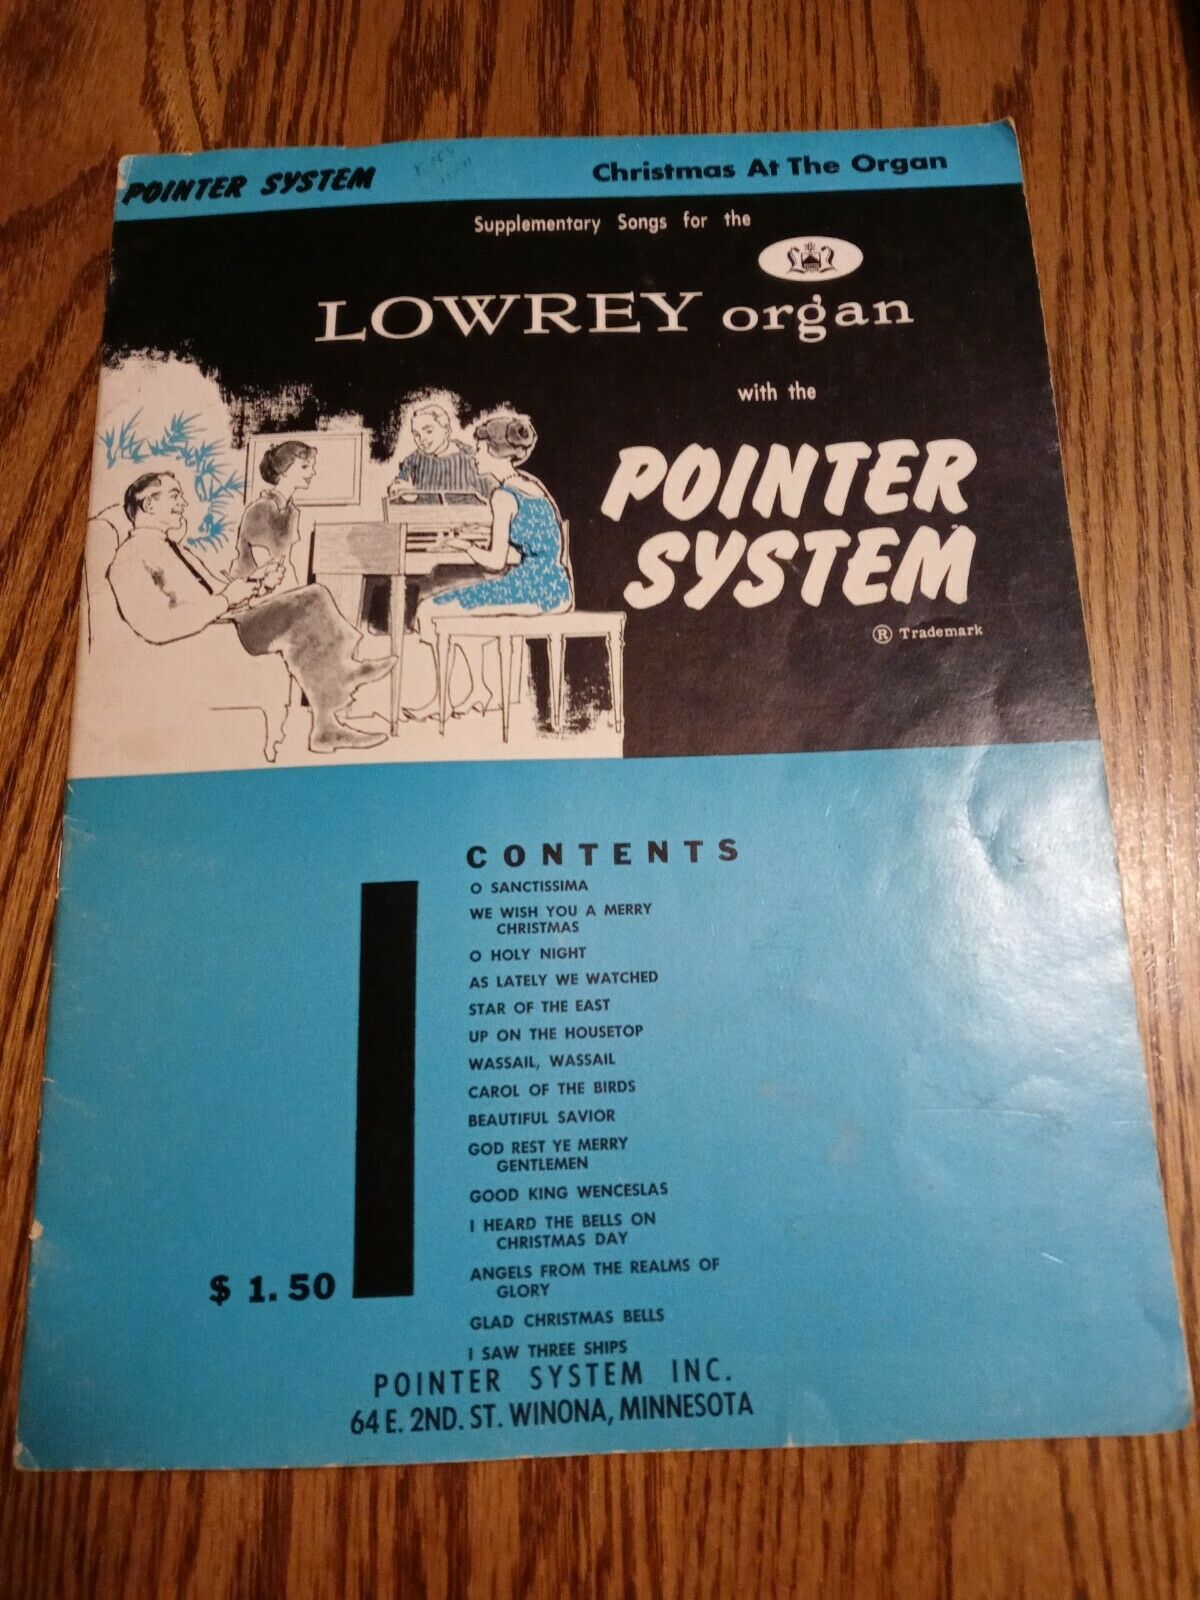 POINTER SYSTEM
Christmas At The Organ
Supplementary Songs for the
LOWREY organ
with the
POINTER
SYSTEM
® Trademark
CONTENTS
O SANCTISSIMA
WE WISH YOU A MERRY
CHRISTMAS
O HOLY NIGHT
AS LATELY WE WATCHED
STAR OF THE EAST
UP ON THE HOUSETOP
WASSAIL, WASSAIL
CAROL OF THE BIRDS
BEAUTIFUL SAVIOR
GOD REST YE MERRY
GENTLEMEN
GOOD KING WENCESLAS
I HEARD THE BELLS ON
CHRISTMAS DAY
ANGELS FROM THE REALMS OF
GLORY
GLAD CHRISTMAS BELLS
I SAW THREE SHIPS
$ 1.50
POINTER SYSTEM INC.
64 E. 2ND. ST. WINONA, MINNESOTA